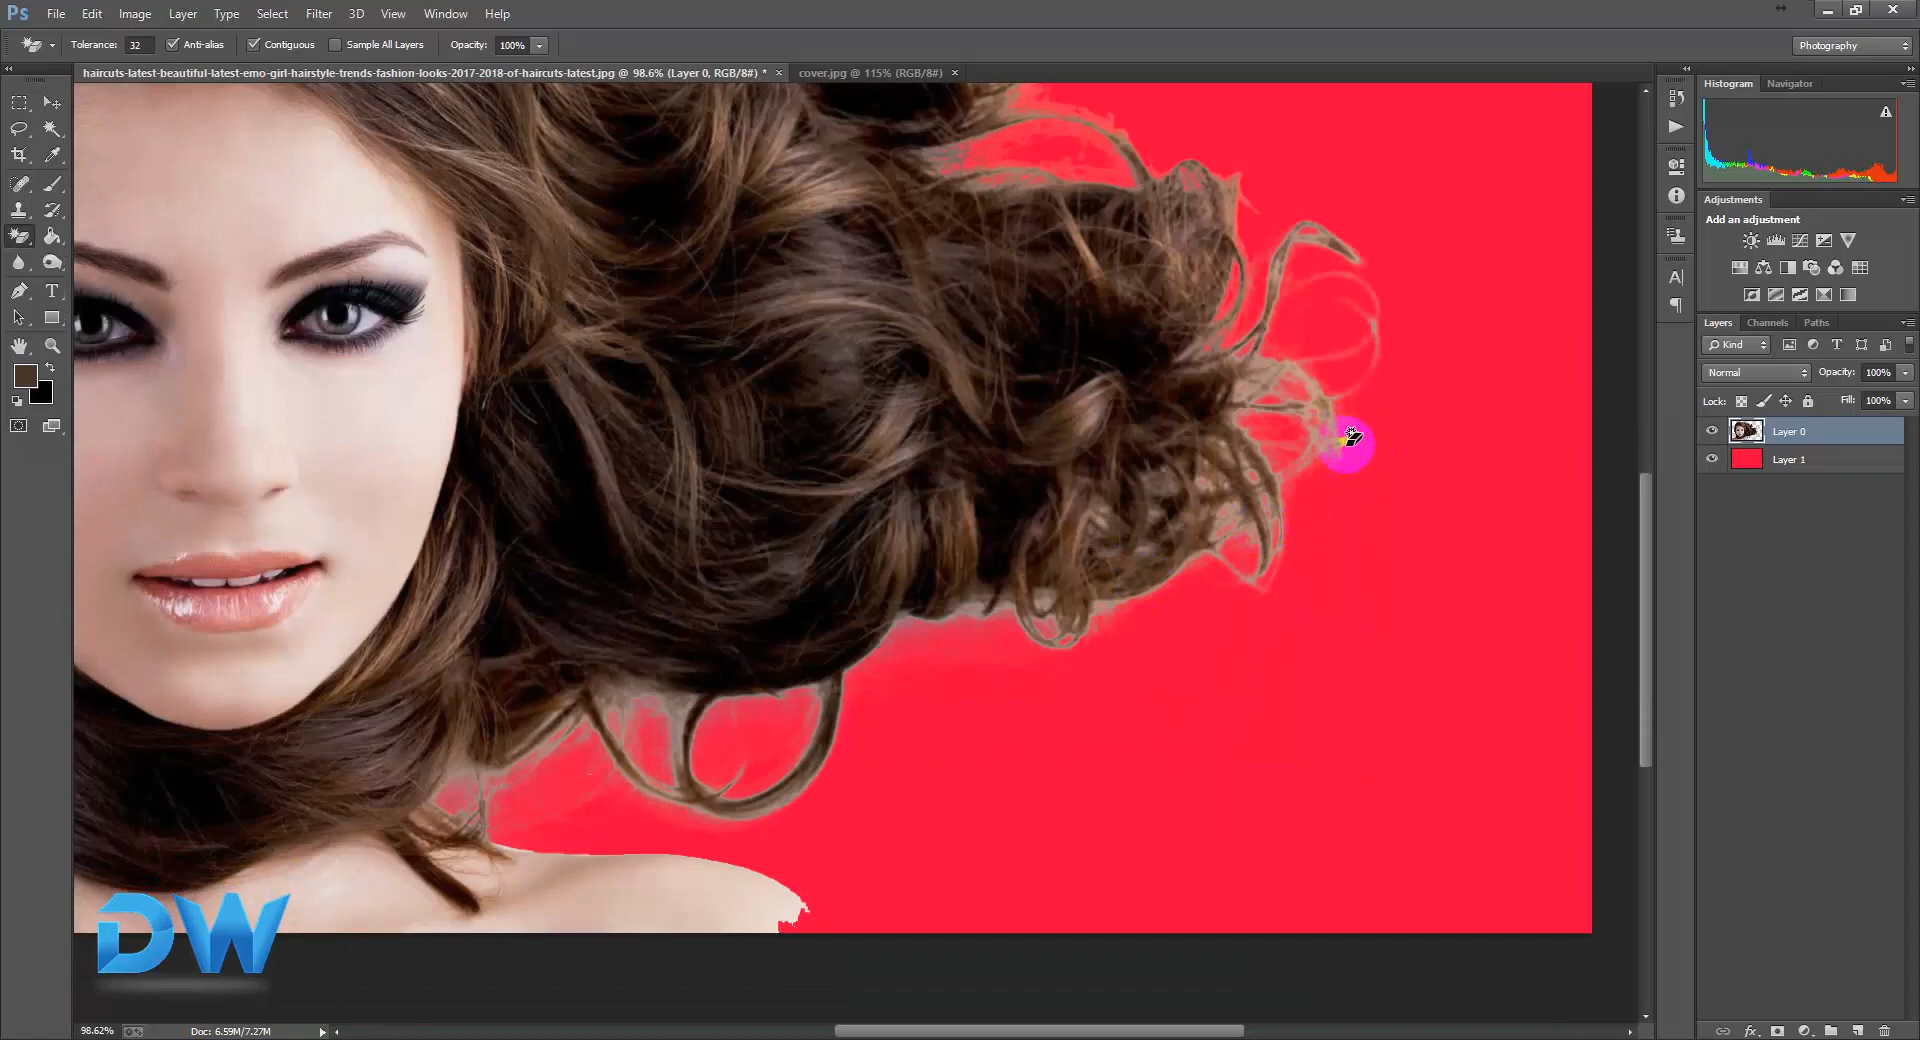 Ps File Edit Image Layer Type Select Filter 3D View Window Help
Tolerance: 32 Anti-alias Contiguous Sample All Layers Opacity: 100% Photography
haircuts-latest-beautiful-latest-emo-girl-hairstyle-trends-fashion-looks-2017-2018-of-haircuts-latest.jpg @ 98.6% (Layer 0, RGB/8#) * cover.jpg @ 115% (RGB/8#)
Histogram Navigator
Adjustments
Add an adjustment
Layers Channels Paths
Kind
Normal Opacity: 100%
Lock: Fill: 100%
Layer 0
Layer 1
DW
98.62% Doc: 6.59M/7.27M